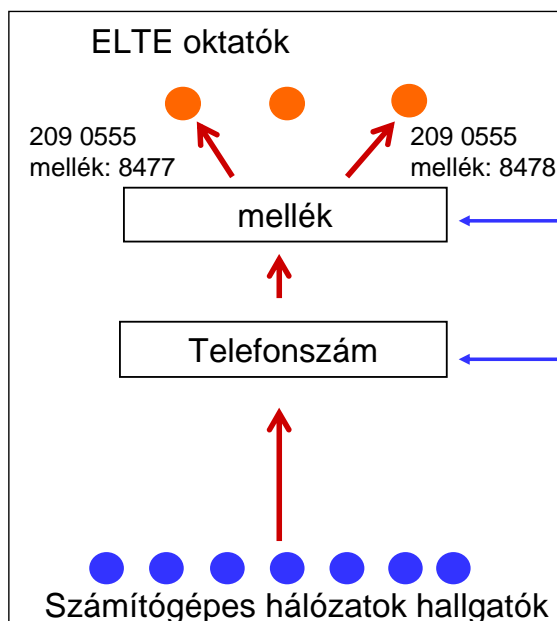 ELTE oktatók
209 0555
mellék: 8477
209 0555
mellék: 8478
mellék
Telefonszám
Számítógépes hálózatok hallgatók